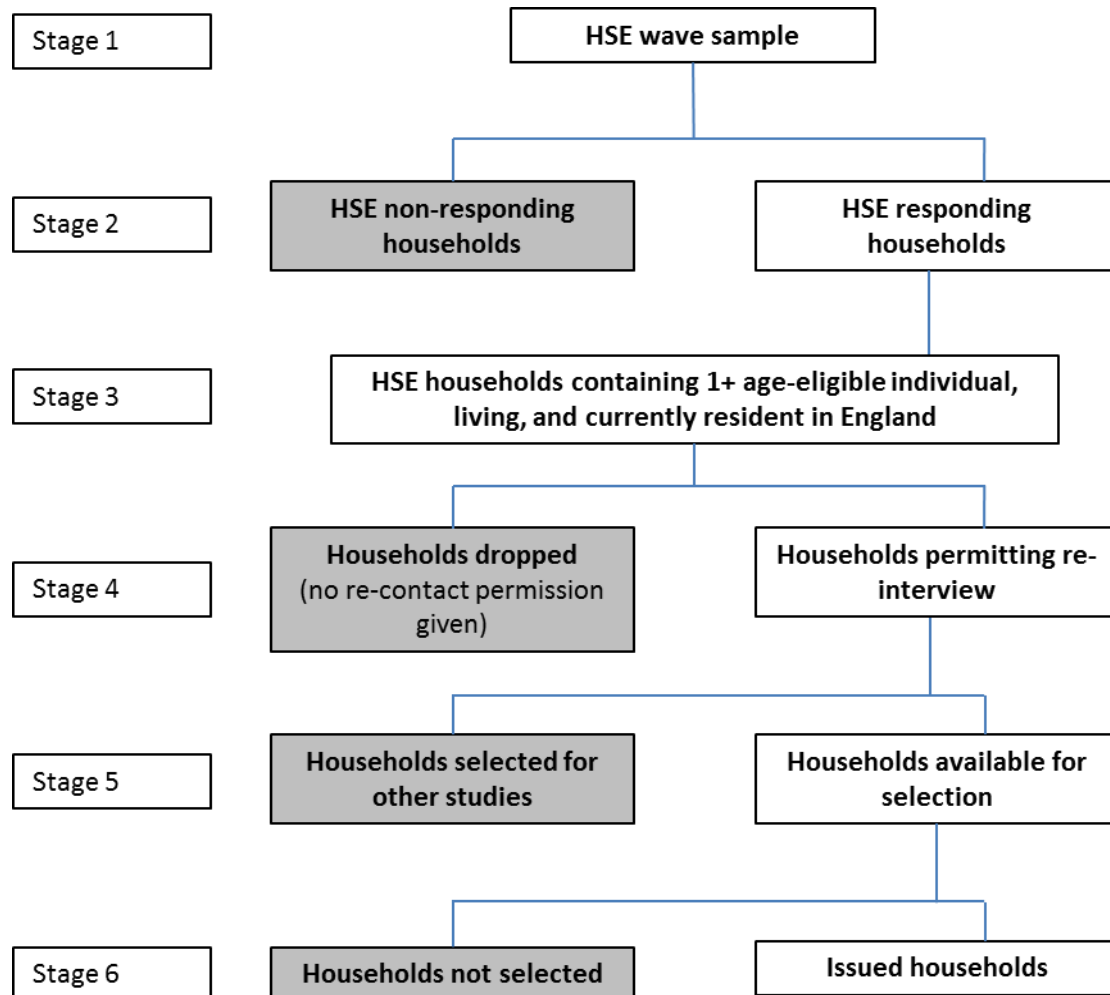 Stage 1
HSE wave sample
Stage 2
HSE non-responding
households
HSE responding
households
Stage 3
HSE households containing 1+ age-eligible individual,
living, and currently resident in England
Stage 4
Households dropped
(no re-contact permission
given)
Households permitting re-
interview
Stage 5
Households selected for
other studies
Households available for
selection
Stage 6
Households not selected
Issued households